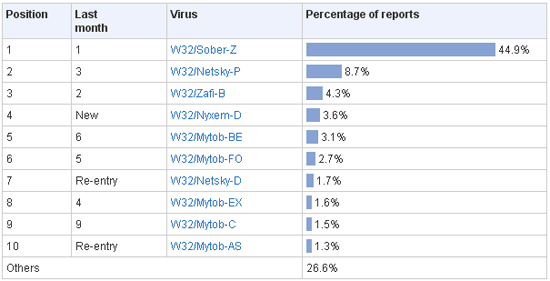 Position Last month Virus Percentage of reports
1 1 W32/Sober-Z 44.9%
2 3 W32/Netsky-P 8.7%
3 2 W32/Zafi-B 4.3%
4 New W32/Nyxem-D 3.6%
5 6 W32/Mytob-BE 3.1%
6 5 W32/Mytob-FO 2.7%
7 Re-entry W32/Netsky-D 1.7%
8 4 W32/Mytob-EX 1.6%
9 9 W32/Mytob-C 1.5%
10 Re-entry W32/Mytob-AS 1.3%
Others 26.6%